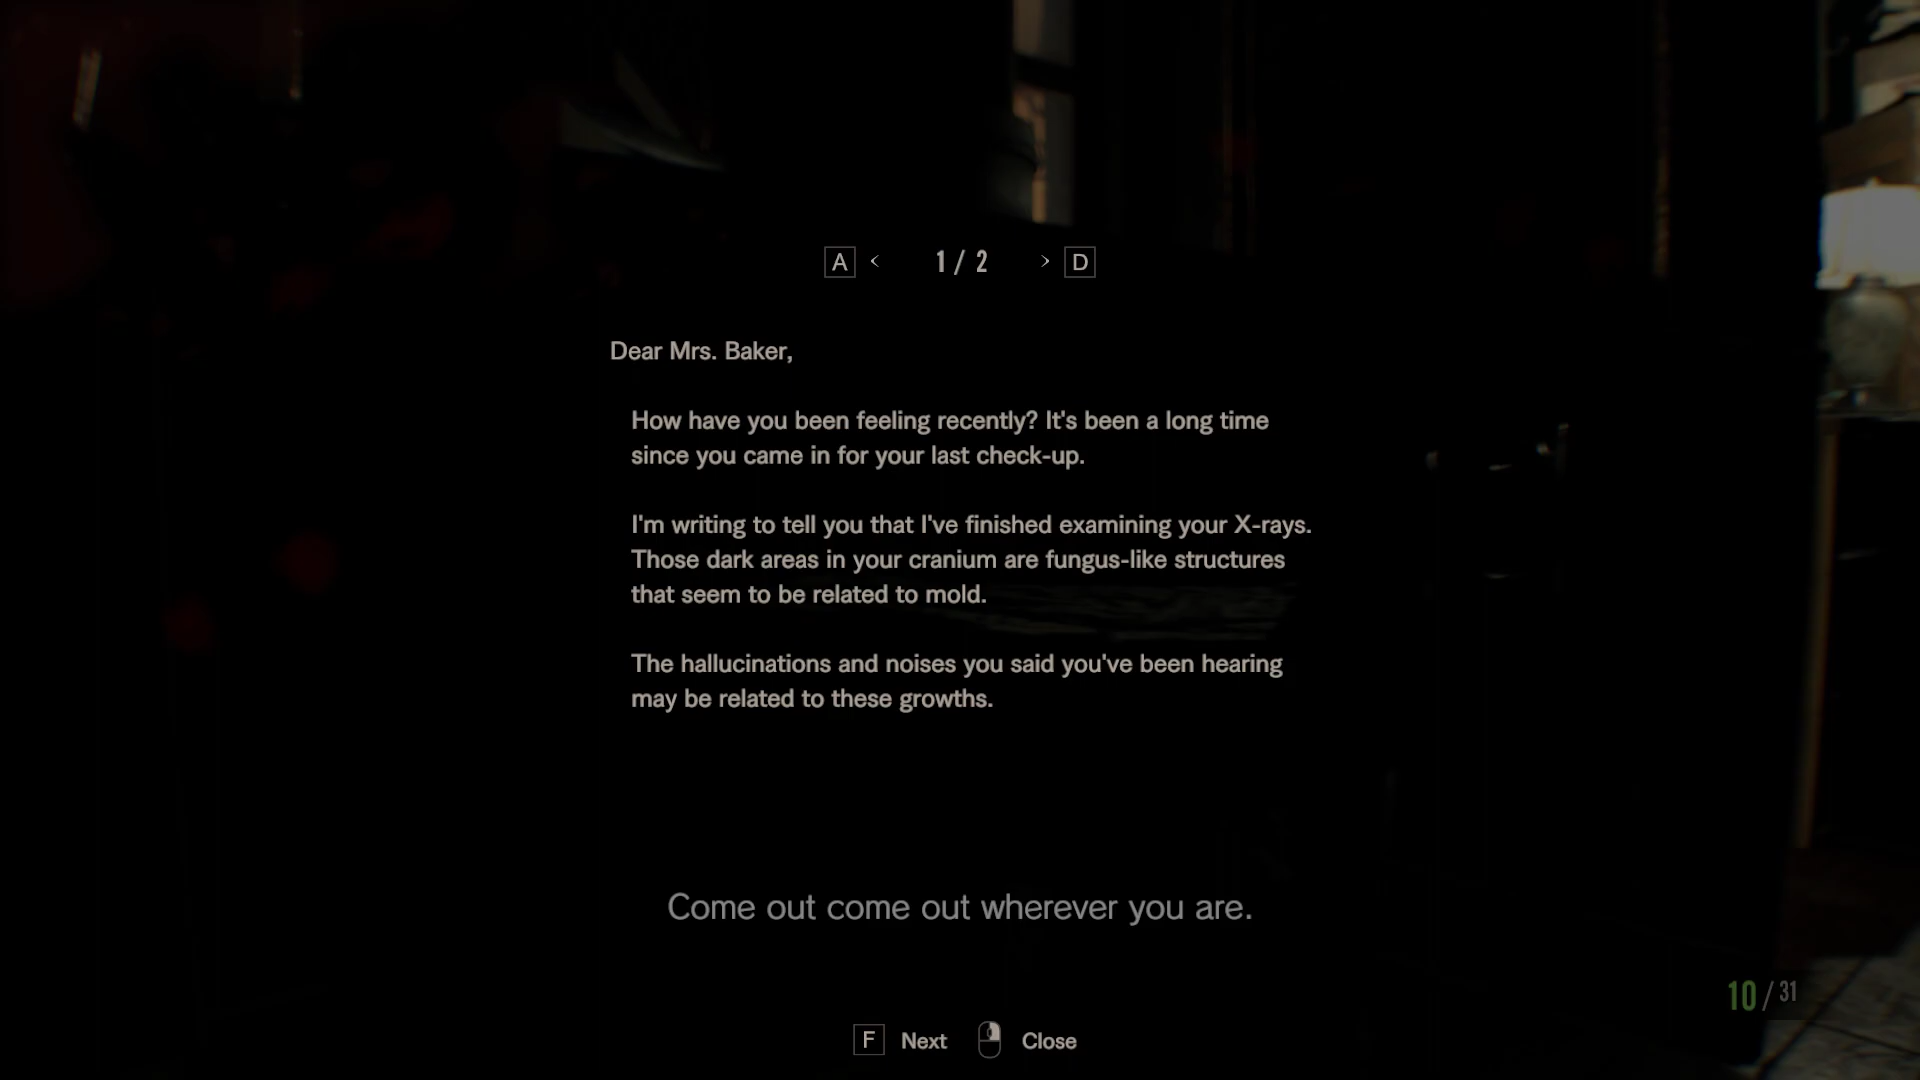 A < 1 / 2 > D
Dear Mrs. Baker,
How have you been feeling recently? It's been a long time
since you came in for your last check-up.
I'm writing to tell you that I've finished examining your X-rays.
Those dark areas in your cranium are fungus-like structures
that seem to be related to mold.
The hallucinations and noises you said you've been hearing
may be related to these growths.
Come out come out wherever you are.
10 / 31
F Next Close